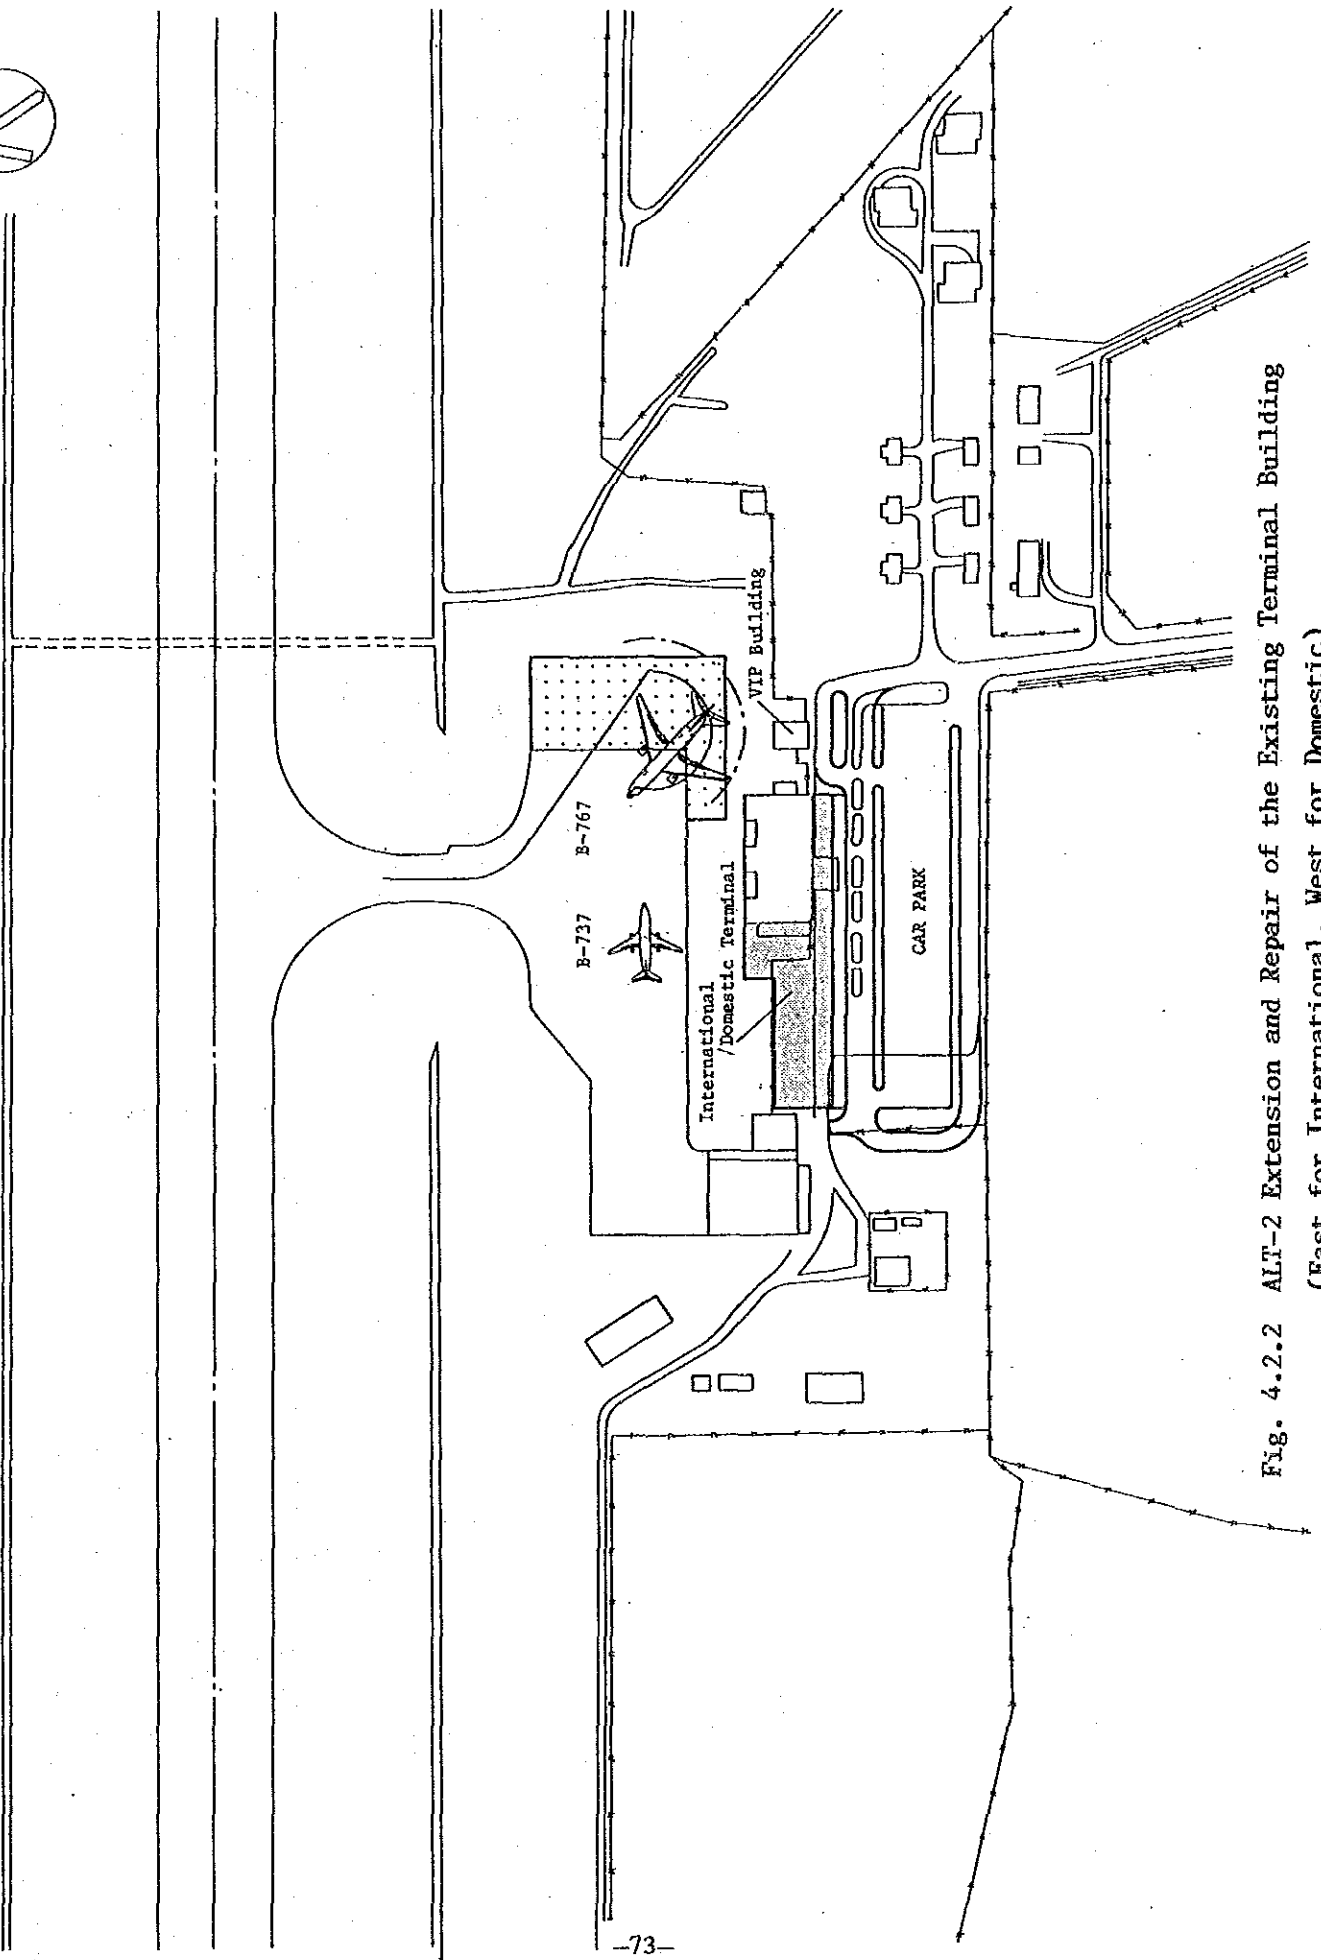 B-737
B-767
International
/Domestic Terminal
VIP Building
CAR PARK
Fig. 4.2.2 ALT-2 Extension and Repair of the Existing Terminal Building
(East for International, West for Domestic)
-73-